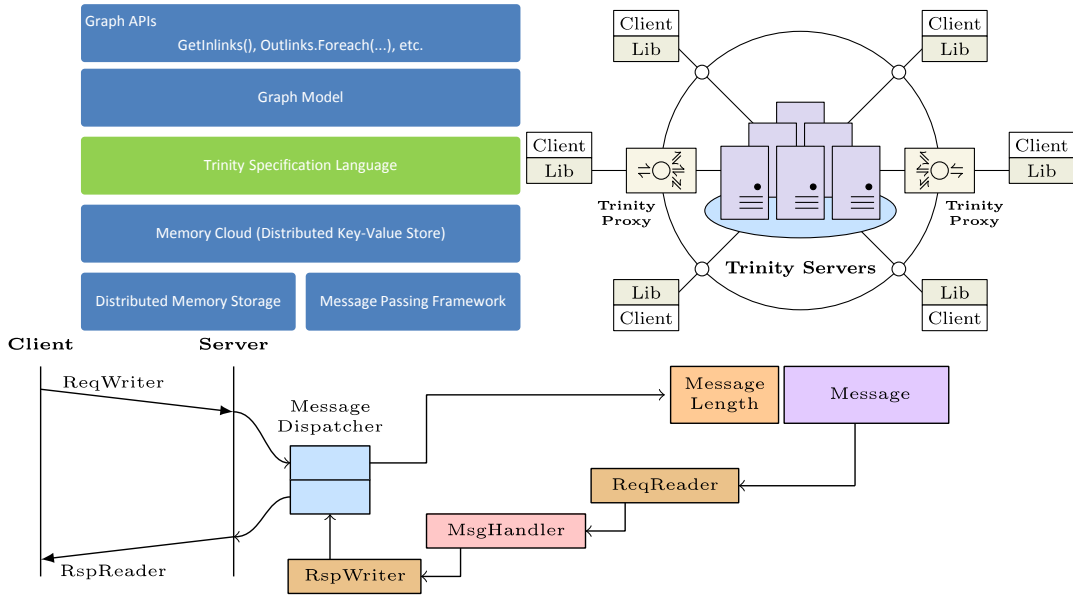 Graph APIs
GetInlinks(), Outlinks.Foreach(...), etc.
Graph Model
Trinity Specification Language
Memory Cloud (Distributed Key-Value Store)
Distributed Memory Storage
Message Passing Framework
Client
Lib
Client
Lib
Client
Lib
Client
Lib
Trinity
Proxy
Trinity
Proxy
Trinity Servers
Lib
Client
Lib
Client
Client
Server
ReqWriter
Message
Dispatcher
Message
Length
Message
ReqReader
MsgHandler
RspWriter
RspReader